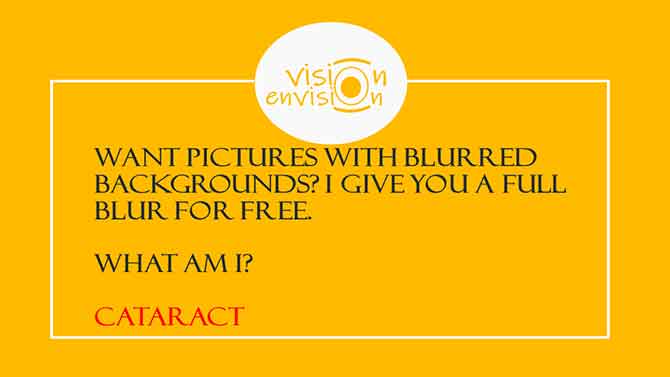 vision
envision
WANT PICTURES WITH BLURRED
BACKGROUNDS? I GIVE YOU A FULL
BLUR FOR FREE.
WHAT AM I?
CATARACT